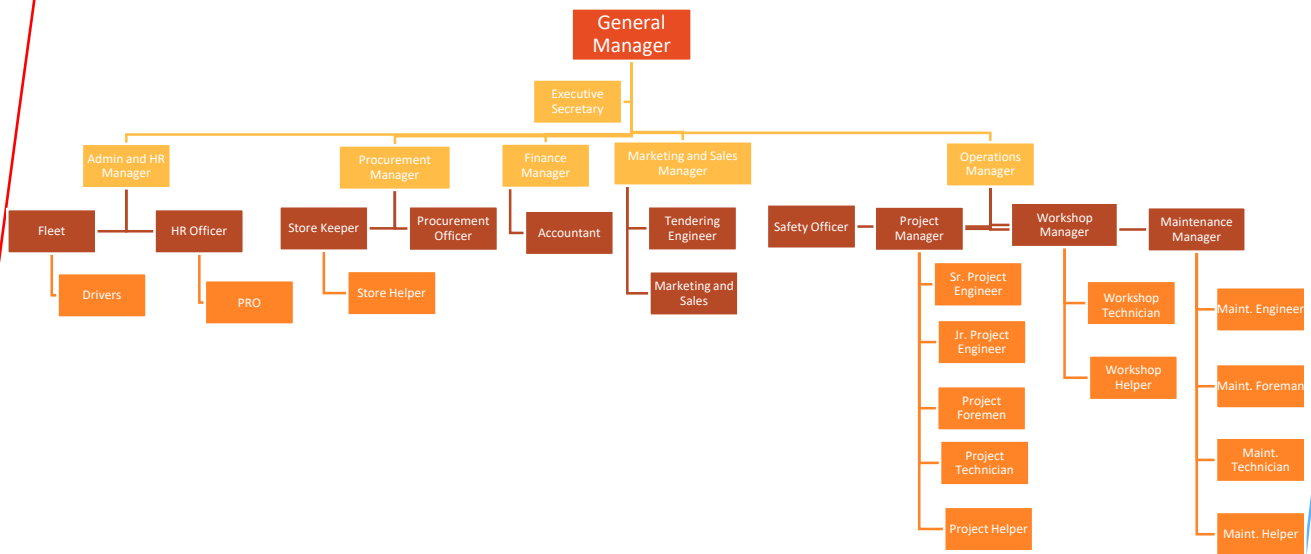 General
Manager
Executive
Secretary
Admin and HR
Manager
Procurement
Manager
Finance
Manager
Marketing and Sales
Manager
Operations
Manager
Fleet
HR Officer
Store Keeper
Procurement
Officer
Accountant
Tendering
Engineer
Safety Officer
Project
Manager
Workshop
Manager
Maintenance
Manager
Drivers
PRO
Store Helper
Marketing and
Sales
Sr. Project
Engineer
Workshop
Technician
Maint. Engineer
Jr. Project
Engineer
Workshop
Helper
Maint. Foreman
Project
Foremen
Project
Technician
Maint.
Technician
Project Helper
Maint. Helper